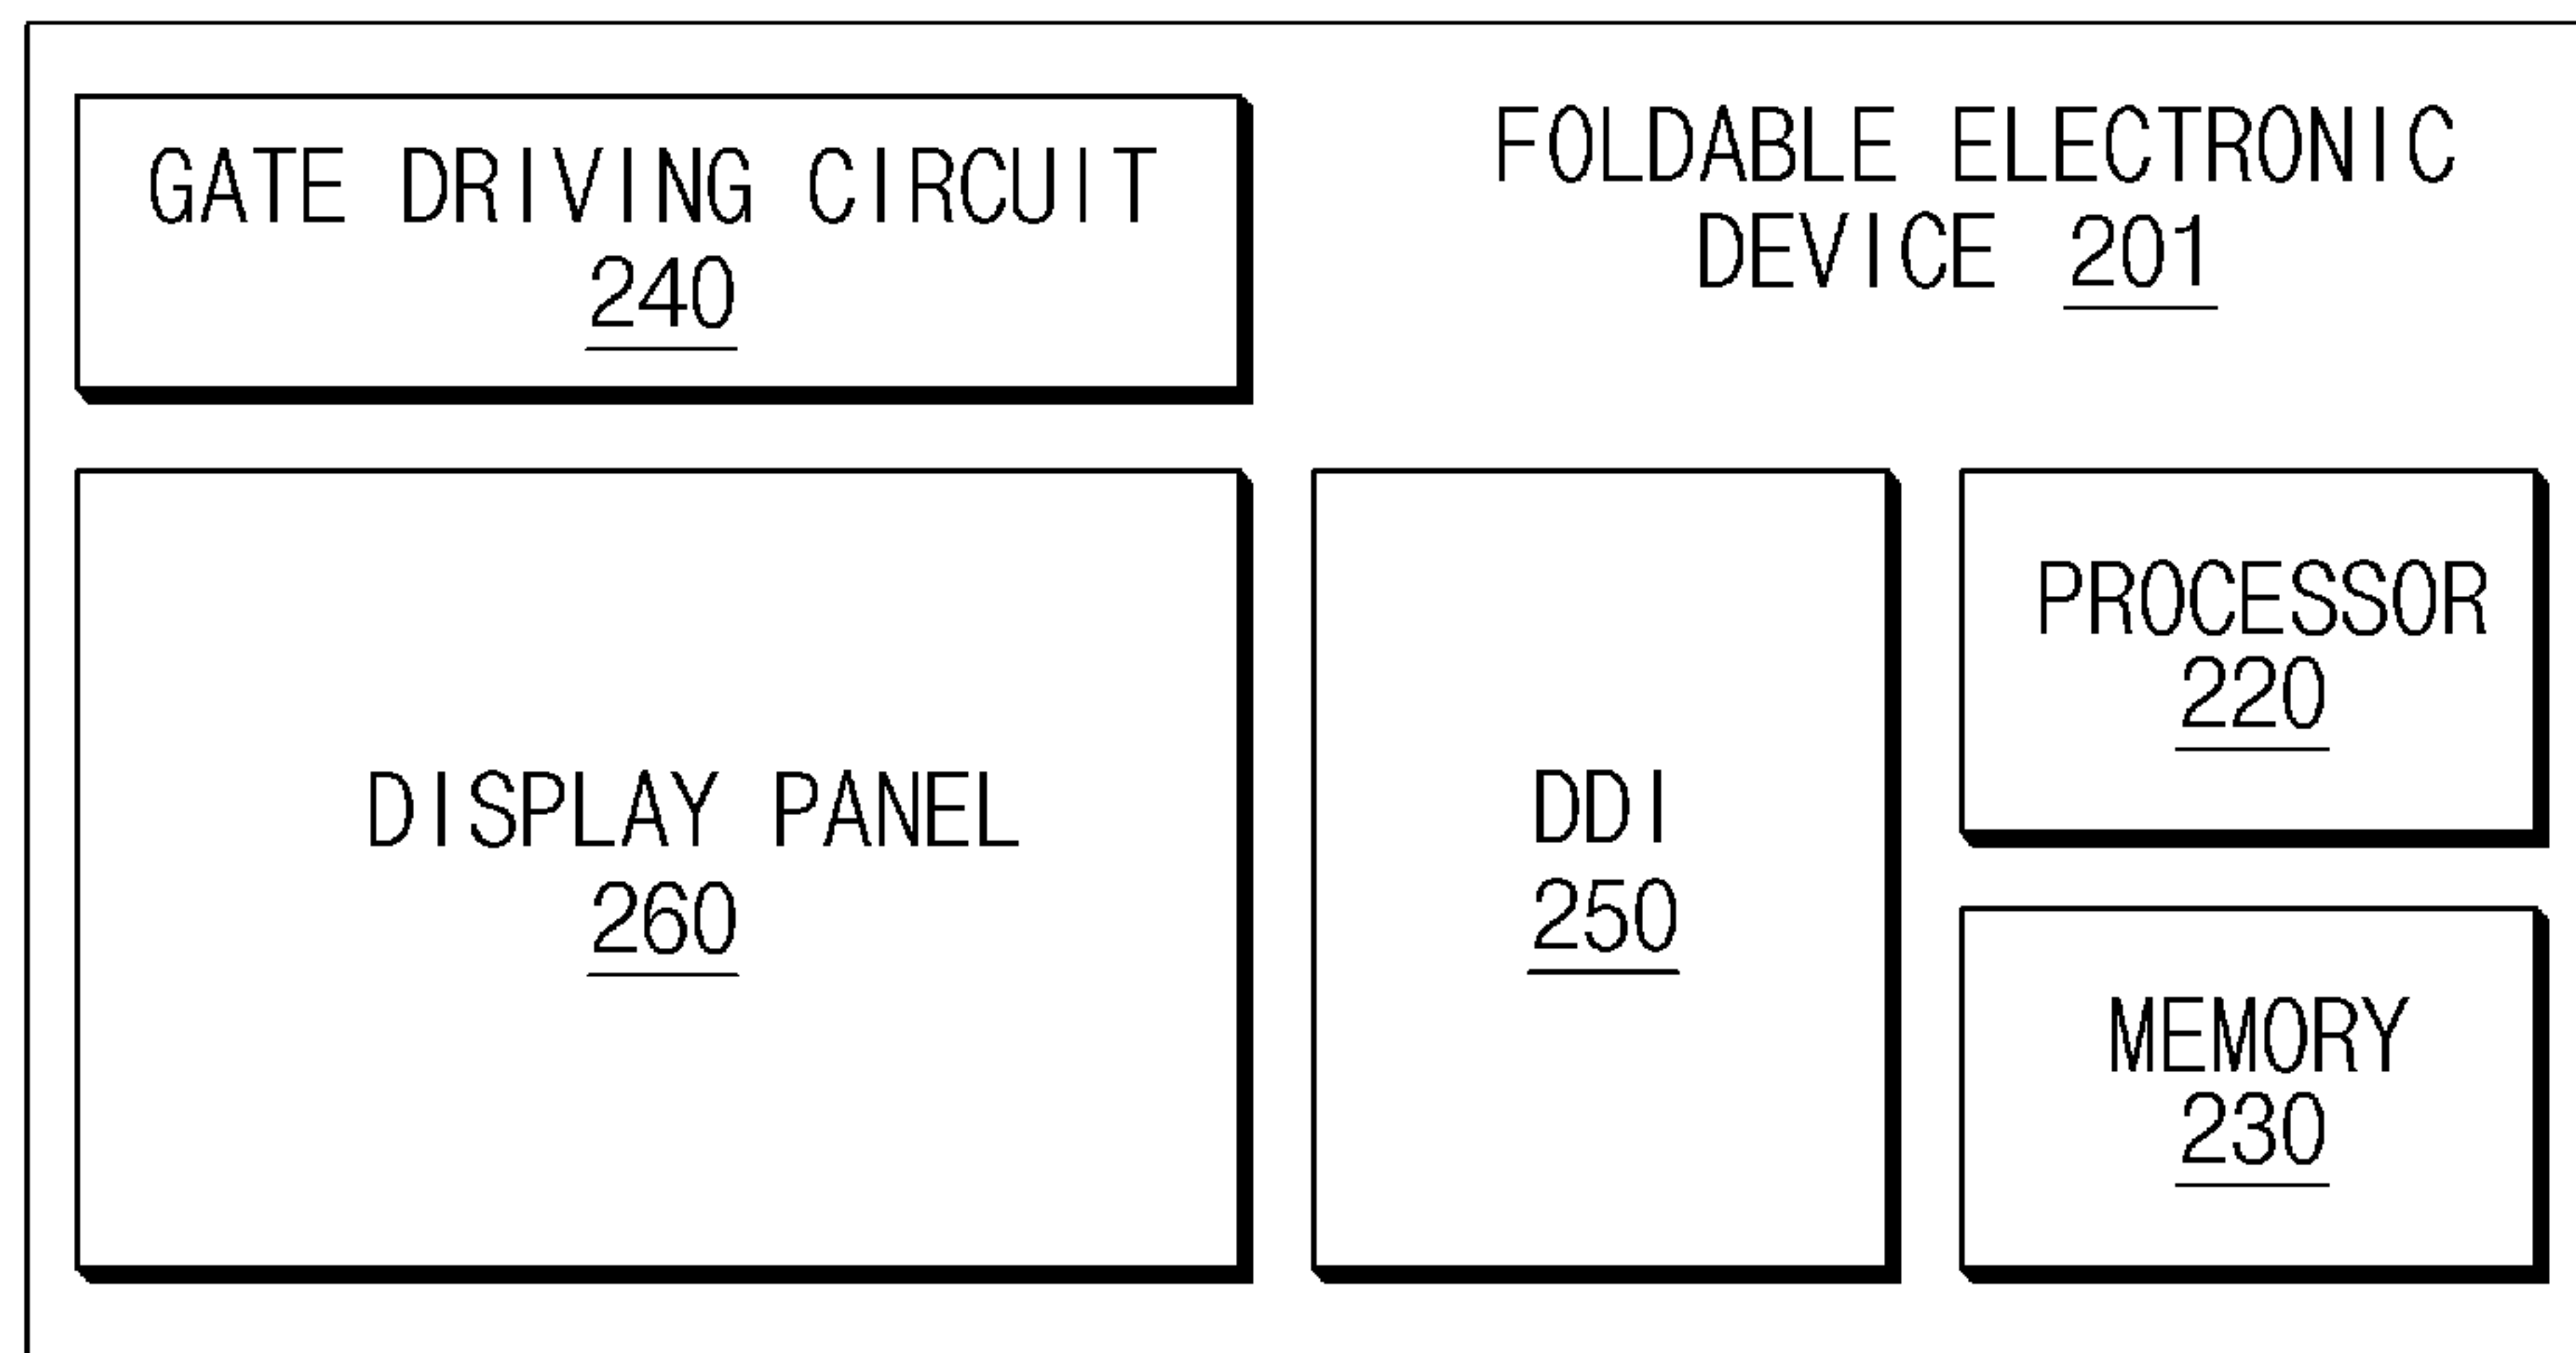 GATE DRIVING CIRCUIT
240
FOLDABLE ELECTRONIC
DEVICE 201
DISPLAY PANEL
260
DDI
250
PROCESSOR
220
MEMORY
230